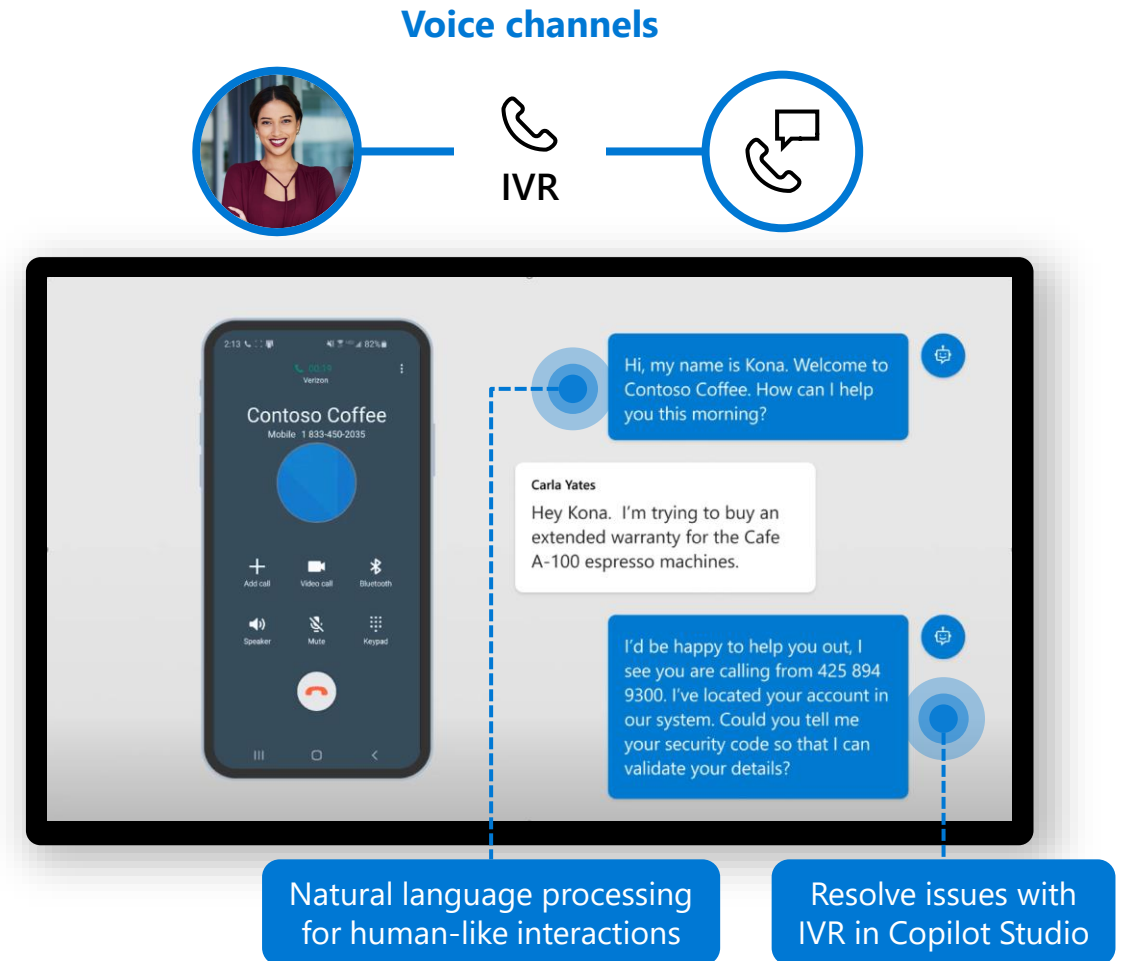 Voice channels
IVR
2:13
82%
00:19
Verizon
Contoso Coffee
Mobile 1 833-450-2035
Add call
Video call
Bluetooth
Speaker
Mute
Keypad
Hi, my name is Kona. Welcome to
Contoso Coffee. How can I help
you this morning?
Carla Yates
Hey Kona. I'm trying to buy an
extended warranty for the Cafe
A-100 espresso machines.
I'd be happy to help you out, I
see you are calling from 425 894
9300. I've located your account in
our system. Could you tell me
your security code so that I can
validate your details?
Natural language processing
for human-like interactions
Resolve issues with
IVR in Copilot Studio